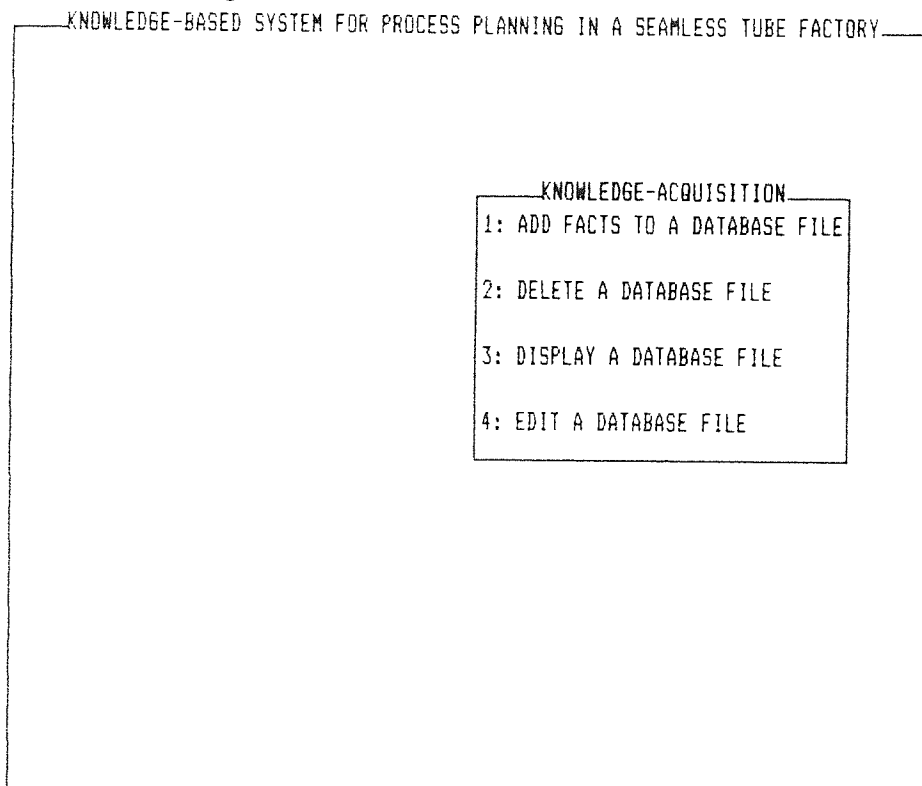 KNOWLEDGE-BASED SYSTEM FOR PROCESS PLANNING IN A SEAMLESS TUBE FACTORY
KNOWLEDGE-ACQUISITION
1: ADD FACTS TO A DATABASE FILE
2: DELETE A DATABASE FILE
3: DISPLAY A DATABASE FILE
4: EDIT A DATABASE FILE